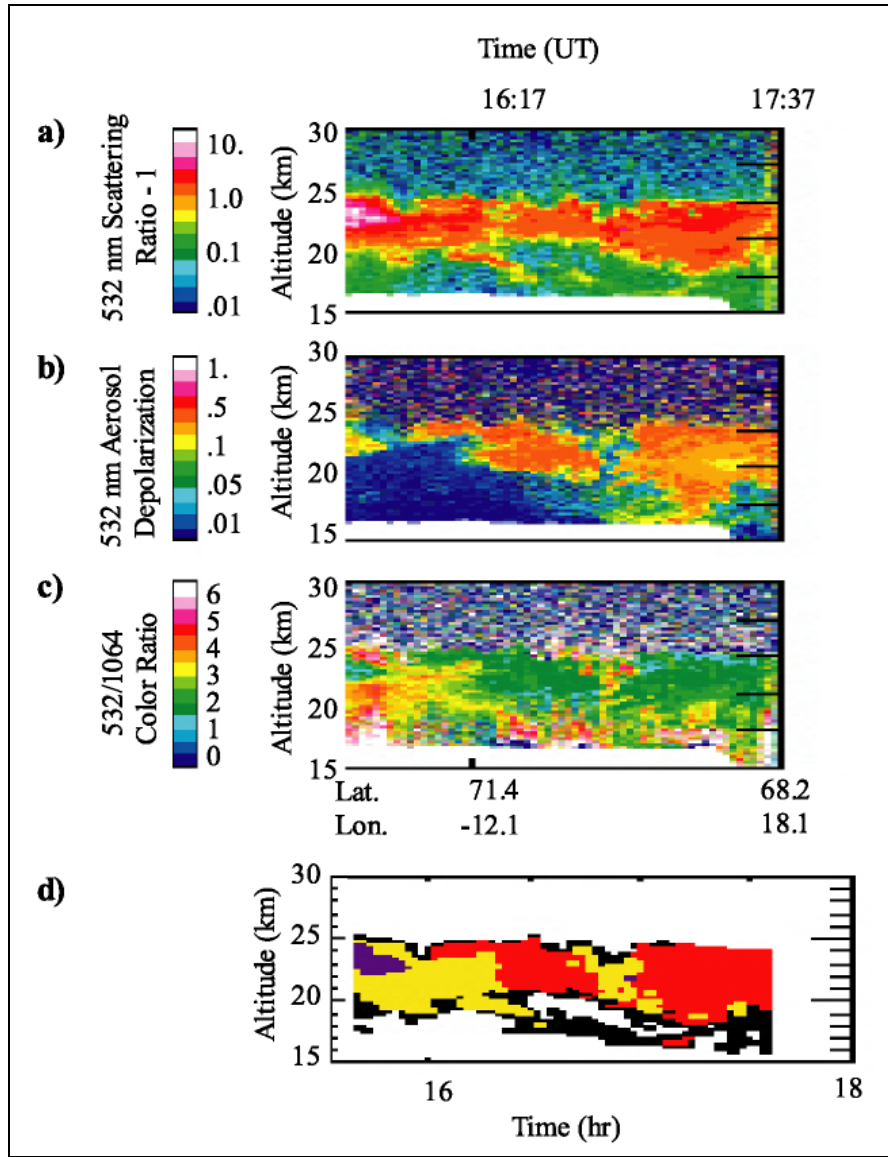 Time (UT)
16:17 17:37
a)
532 nm Scattering
Ratio - 1
10.
1.0
0.1
.01
Altitude (km)
30
25
20
15
b)
532 nm Aerosol
Depolarization
1.
.5
.1
.05
.01
Altitude (km)
30
25
20
15
c)
532/1064
Color Ratio
6
5
4
3
2
1
0
Altitude (km)
30
25
20
15
Lat. 71.4 68.2
Lon. -12.1 18.1
d)
Altitude (km)
30
25
20
15
16 18
Time (hr)